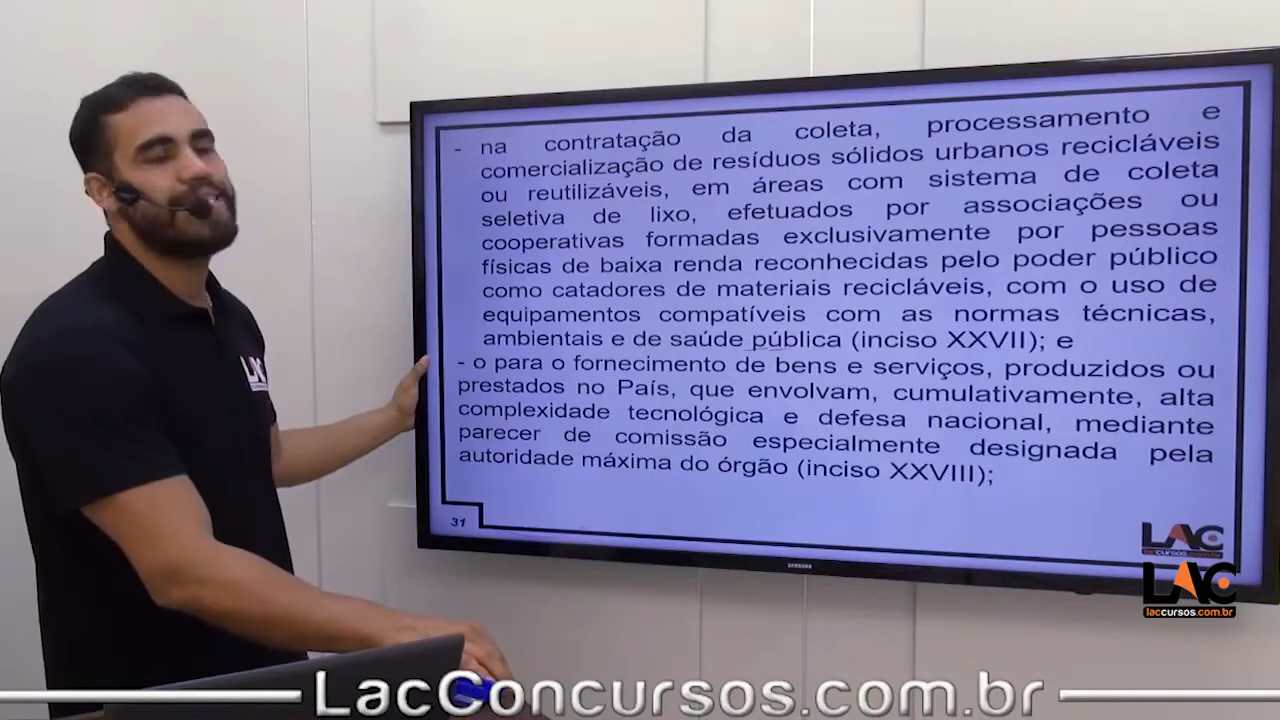 - na contratação da coleta, processamento e
comercialização de resíduos sólidos urbanos recicláveis
ou reutilizáveis, em áreas com sistema de coleta
seletiva de lixo, efetuados por associações ou
cooperativas formadas exclusivamente por pessoas
físicas de baixa renda reconhecidas pelo poder público
como catadores de materiais recicláveis, com o uso de
equipamentos compatíveis com as normas técnicas,
ambientais e de saúde pública (inciso XXVII); e
- o para o fornecimento de bens e serviços, produzidos ou
prestados no País, que envolvam, cumulativamente, alta
complexidade tecnológica e defesa nacional, mediante
parecer de comissão especialmente designada pela
autoridade máxima do órgão (inciso XXVIII);
31
LAC
laccursos.com.br
SAMSUNG
LAC
laccursos.com.br
LAC
LacConcursos.com.br